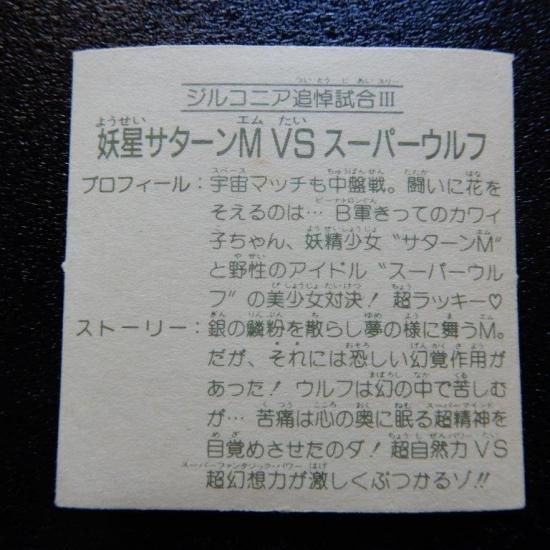 ジルコニア追悼試合III
妖星サターンM VS スーパーウルフ
プロフィール：宇宙マッチも中盤戦。闘いに花を
そえるのは… B軍きってのカワイ
子ちゃん、妖精少女“サターンM”
と野性のアイドル“スーパーウル
フ”の美少女対決！超ラッキー♡
ストーリー：銀の鱗粉を散らし夢の様に舞うM。
だが、それには恐しい幻覚作用が
あった！ウルフは幻の中で苦しむ
が… 苦痛は心の奥に眠る超精神を
目覚めさせたのダ！超自然力VS
超幻想力が激しくぶつかるゾ!!